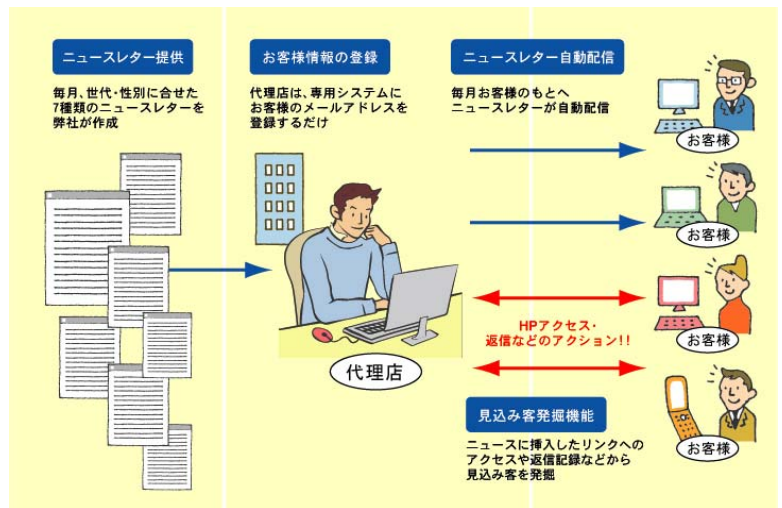 ニュースレター提供
毎月、世代・性別に合せた
7種類のニュースレターを
弊社が作成
お客様情報の登録
代理店は、専用システムに
お客様のメールアドレスを
登録するだけ
代理店
ニュースレター自動配信
毎月お客様のもとへ
ニュースレターが自動配信
お客様
お客様
HPアクセス・
返信などのアクション!!
お客様
見込み客発掘機能
ニュースに挿入したリンクへの
アクセスや返信記録などから
見込み客を発掘
お客様